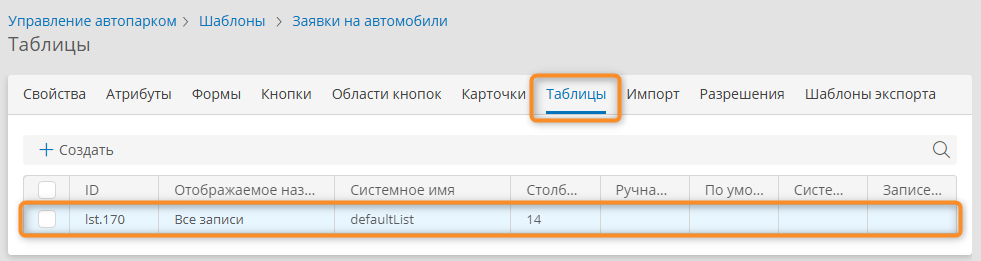 Управление автопарком > Шаблоны > Заявки на автомобили
Таблицы
Свойства Атрибуты Формы Кнопки Области кнопок Карточки Таблицы Импорт Разрешения Шаблоны экспорта
+ Создать
ID Отображаемое наз... Системное имя Столб... Ручна... По умо... Систе... Записе...
lst.170 Все записи defaultList 14